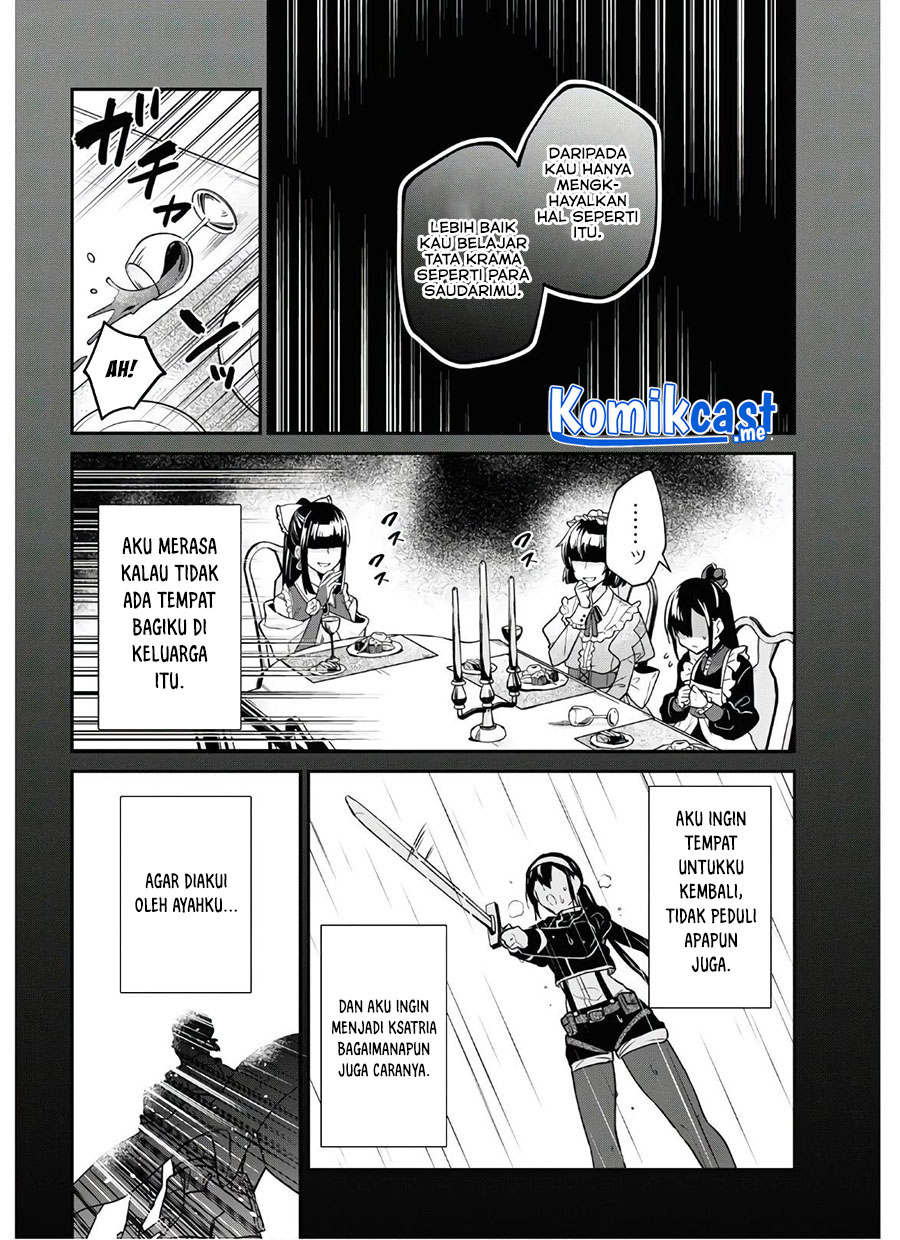 DARIPADA
KAU HANYA
MENGK-
HAYALKAN
HAL SEPERTI
ITU.
LEBIH BAIK
KAU BELAJAR
TATA KRAMA
SEPERTI PARA
SAUDARIMU.
ガチャ
ンッ
AH!
Komikcast
.me
………ッ
クス
クス
AKU MERASA
KALAU TIDAK
ADA TEMPAT
BAGIKU DI
KELUARGA
ITU.
AKU INGIN
TEMPAT
UNTUKKU
KEMBALI,
TIDAK PEDULI
APAPUN
JUGA.
DAN AKU INGIN
MENJADI KSATRIA
BAGAIMANAPUN
JUGA CARANYA.
AGAR DIAKUI
OLEH AYAHKU...